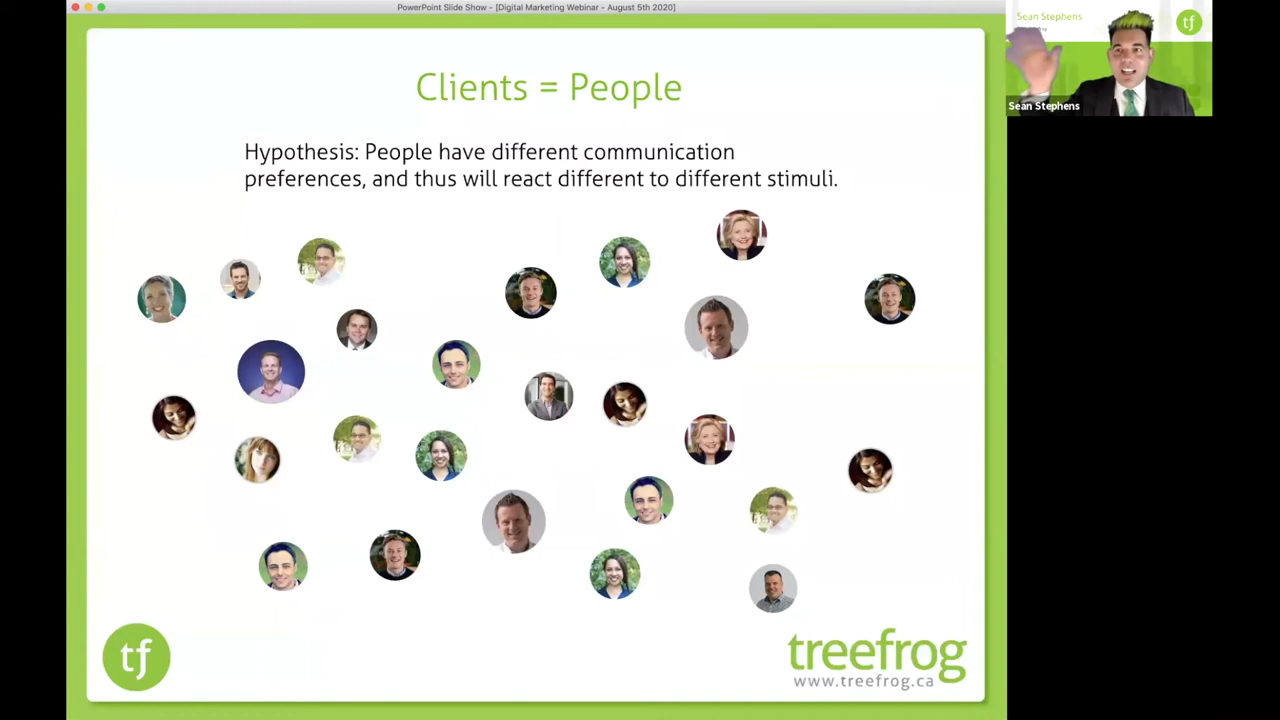 PowerPoint Slide Show - [Digital Marketing Webinar - August 5th 2020]
Sean Stephens
tf
Sean Stephens
Clients = People
Hypothesis: People have different communication
preferences, and thus will react different to different stimuli.
tf
treefrog
www.treefrog.ca